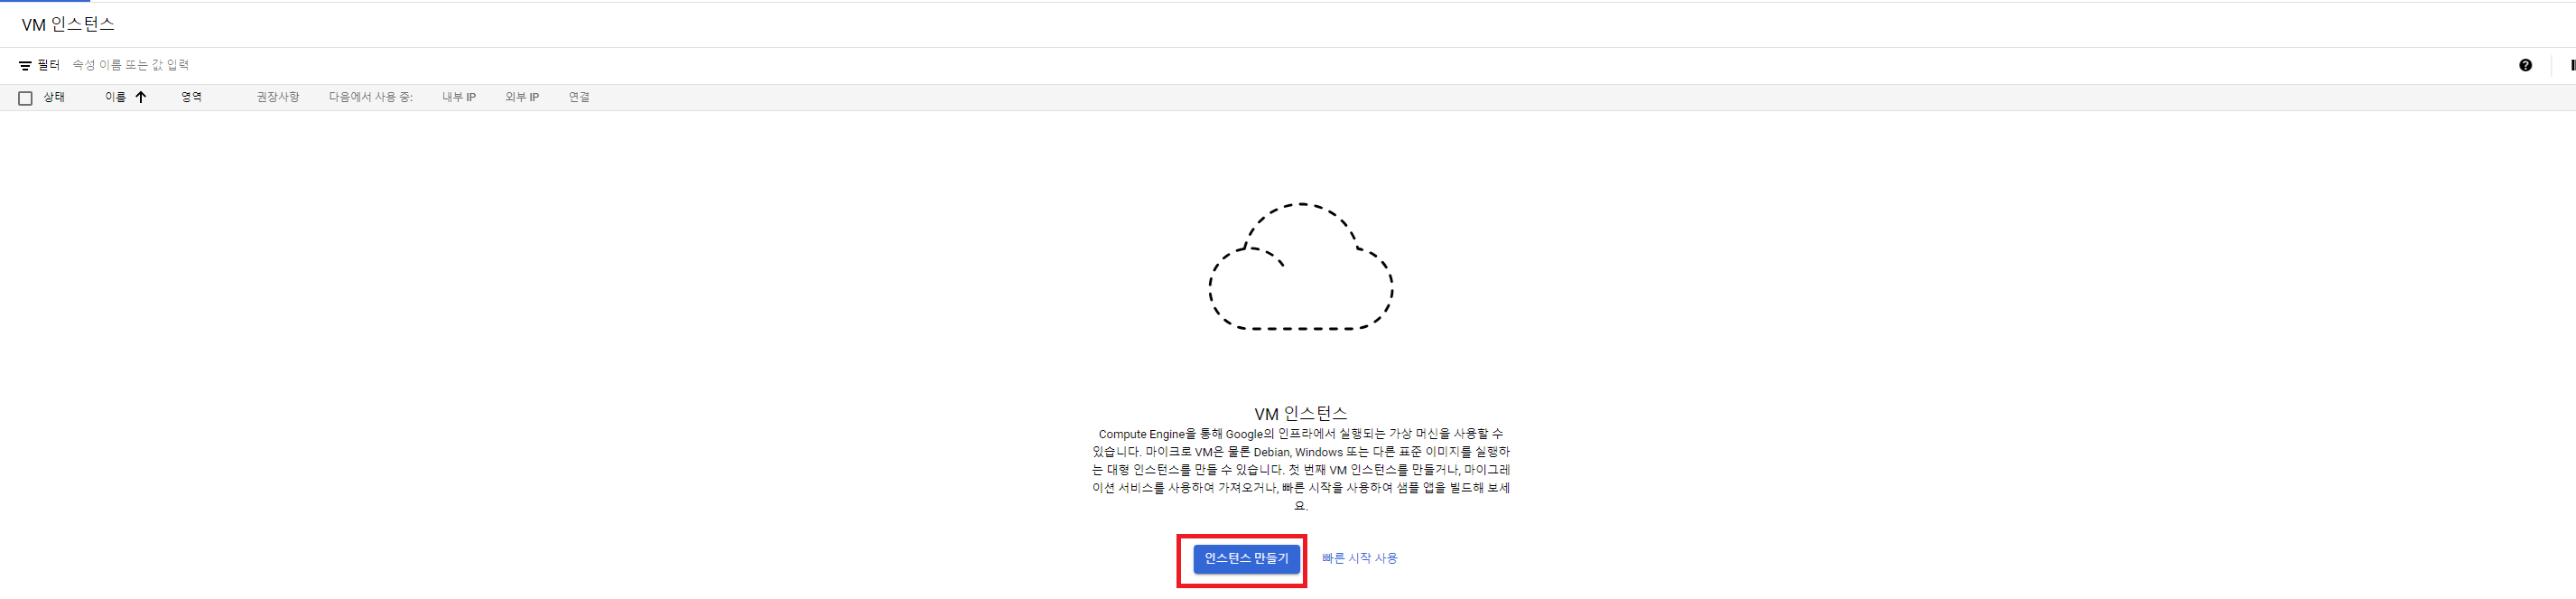 VM 인스턴스
필터 속성 이름 또는 값 입력
상태 이름 영역 권장사항 다음에서 사용 중: 내부 IP 외부 IP 연결
VM 인스턴스
Compute Engine을 통해 Google의 인프라에서 실행되는 가상 머신을 사용할 수
있습니다. 마이크로 VM은 물론 Debian, Windows 또는 다른 표준 이미지를 실행하
는 대형 인스턴스를 만들 수 있습니다. 첫 번째 VM 인스턴스를 만들거나, 마이그레
이션 서비스를 사용하여 가져오거나, 빠른 시작을 사용하여 샘플 앱을 빌드해 보세
요.
인스턴스 만들기 빠른 시작 사용